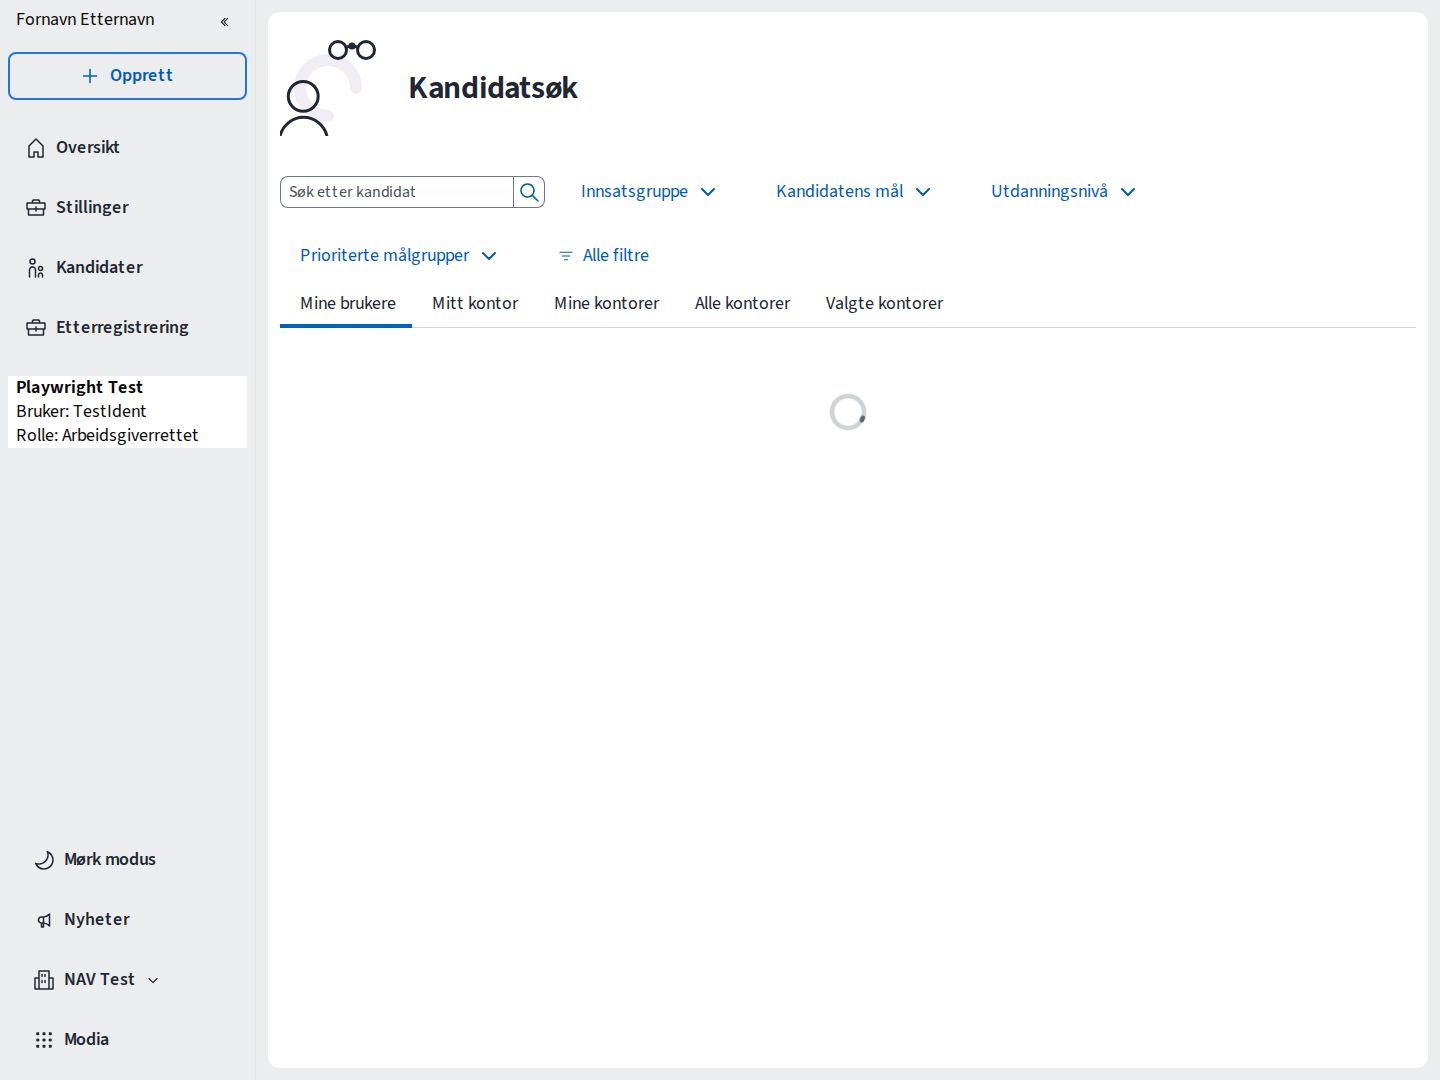 Fornavn Etternavn
Opprett
Oversikt
Stillinger
Kandidater
Etterregistrering
Playwright Test
Bruker: TestIdent
Rolle: Arbeidsgiverrettet
Mørk modus
Nyheter
NAV Test
Modia
Kandidatsøk
Søk etter kandidat
Innsatsgruppe
Kandidatens mål
Utdanningsnivå
Prioriterte målgrupper
Alle filtre
Mine brukere
Mitt kontor
Mine kontorer
Alle kontorer
Valgte kontorer